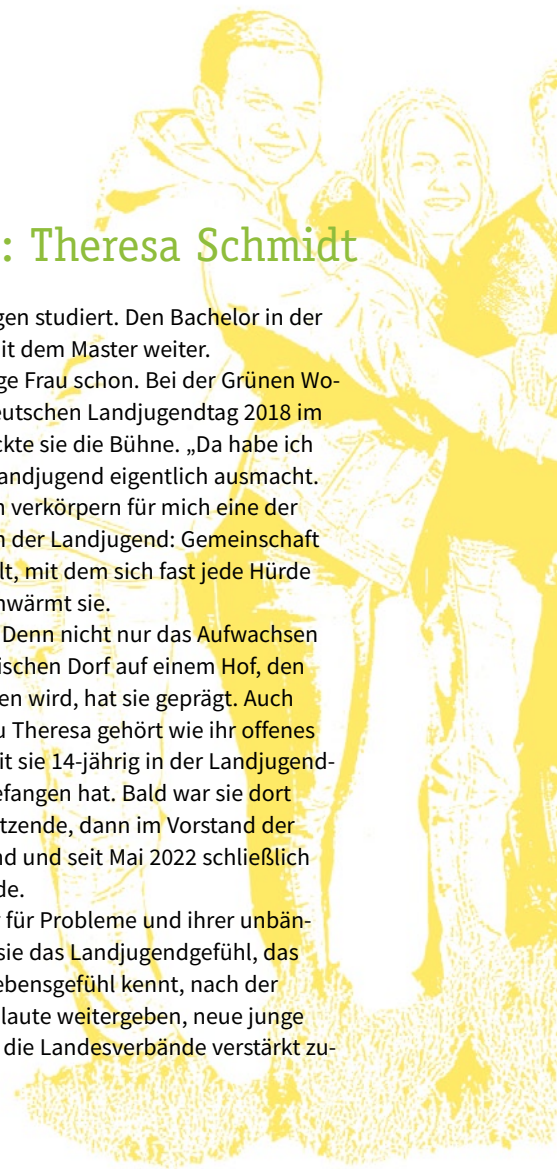 : Theresa Schmidt
gen studiert. Den Bachelor in der
it dem Master weiter.
ge Frau schon. Bei der Grünen Wo-
eutschen Landjugendtag 2018 im
ckte sie die Bühne. „Da habe ich
andjugend eigentlich ausmacht.
n verkörpern für mich eine der
n der Landjugend: Gemeinschaft
lt, mit dem sich fast jede Hürde
nwärmt sie.
Denn nicht nur das Aufwachsen
ischen Dorf auf einem Hof, den
en wird, hat sie geprägt. Auch
u Theresa gehört wie ihr offenes
it sie 14-jährig in der Landjugend-
efangen hat. Bald war sie dort
tzende, dann im Vorstand der
nd und seit Mai 2022 schließlich
de.
r für Probleme und ihrer unbän-
sie das Landjugendgefühl, das
ebensgefühl kennt, nach der
laute weitergeben, neue junge
die Landesverbände verstärkt zu-